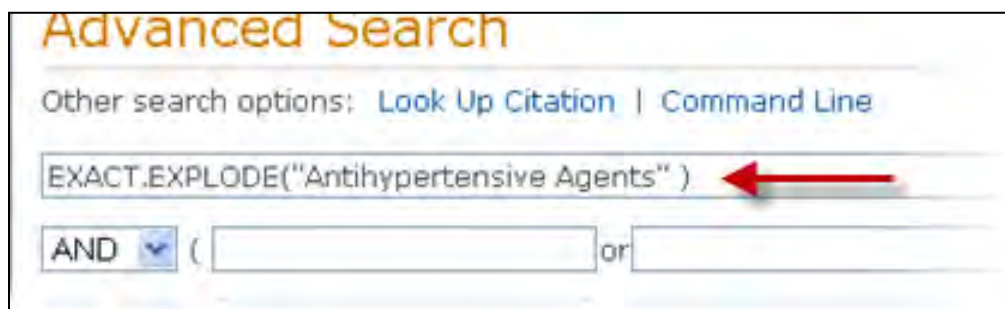 Advanced Search
Other search options: Look Up Citation | Command Line
EXACT.EXPLODE("Antihypertensive Agents" )
AND ( or